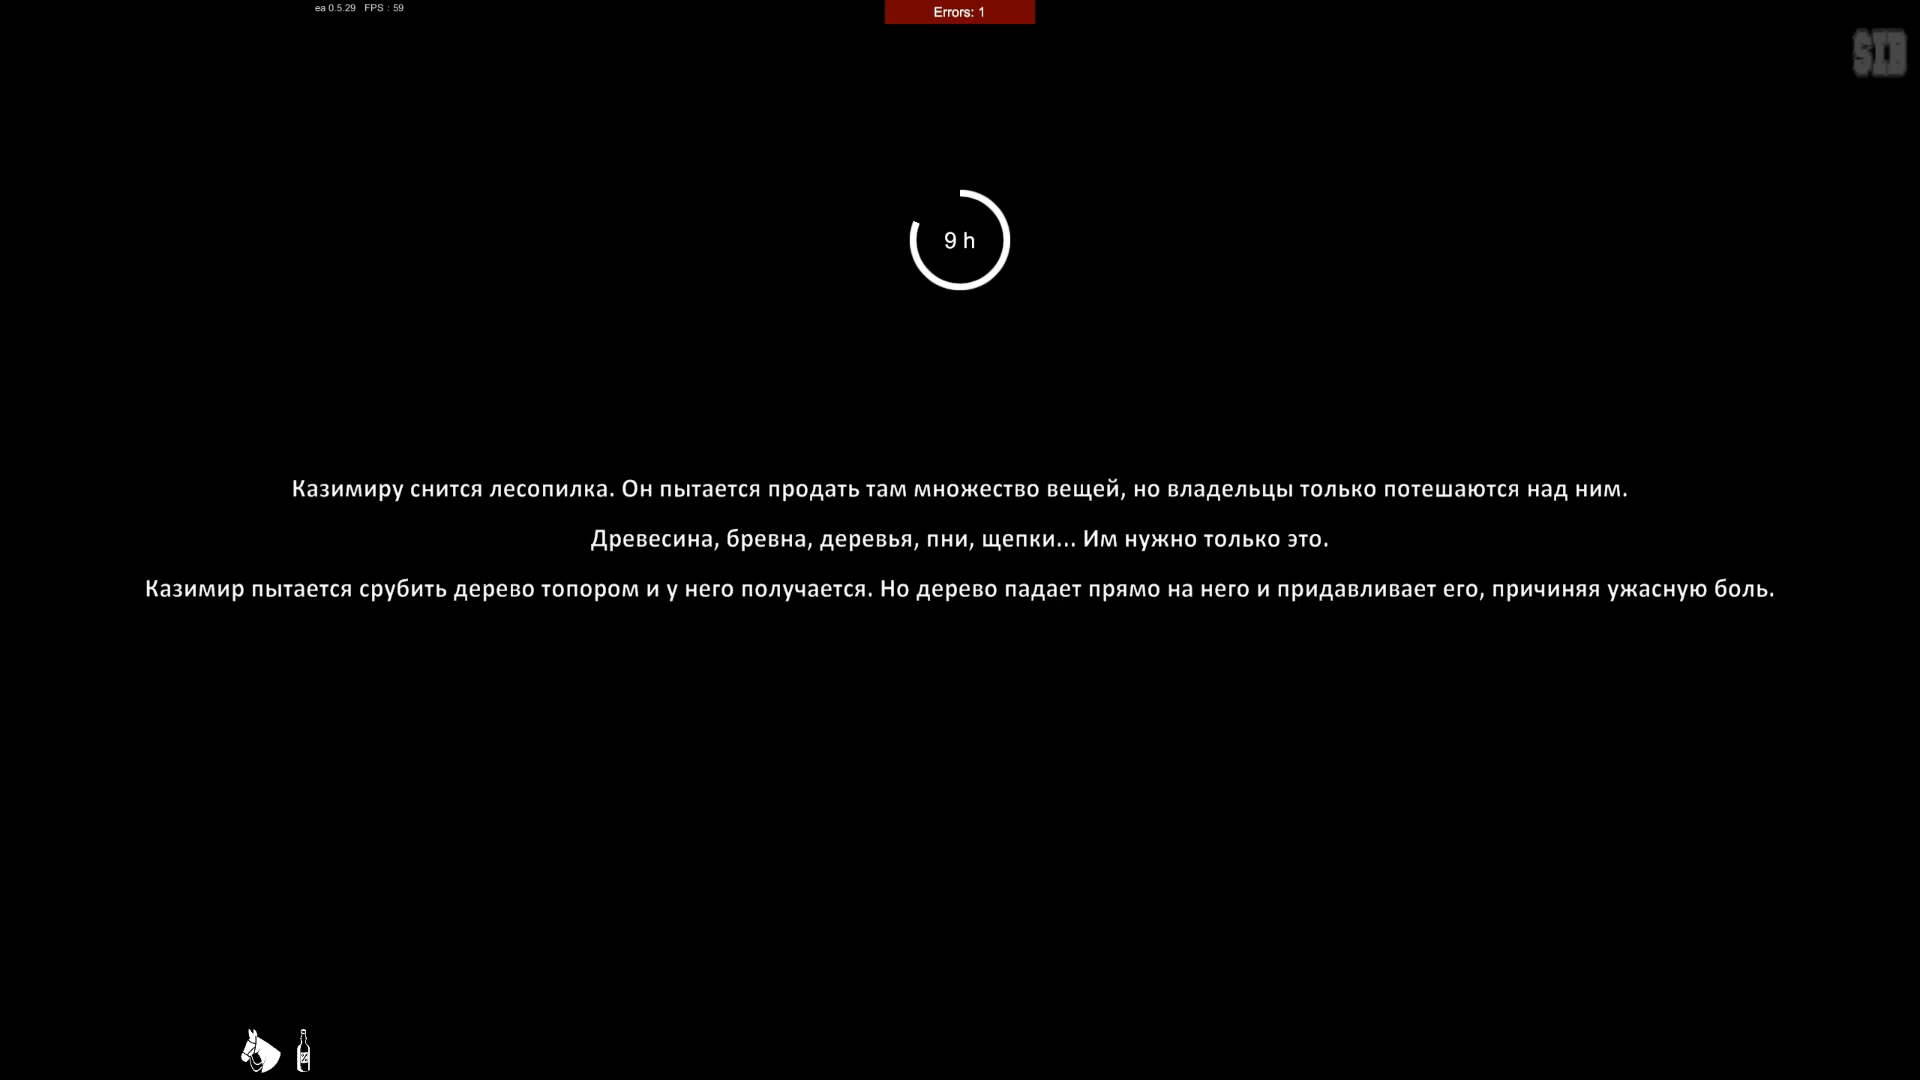 ea 0.5.29 FPS : 59
Errors: 1
SIB
9 h
Казимиру снится лесопилка. Он пытается продать там множество вещей, но владельцы только потешаются над ним.
Древесина, бревна, деревья, пни, щепки... Им нужно только это.
Казимир пытается срубить дерево топором и у него получается. Но дерево падает прямо на него и придавливает его, причиняя ужасную боль.